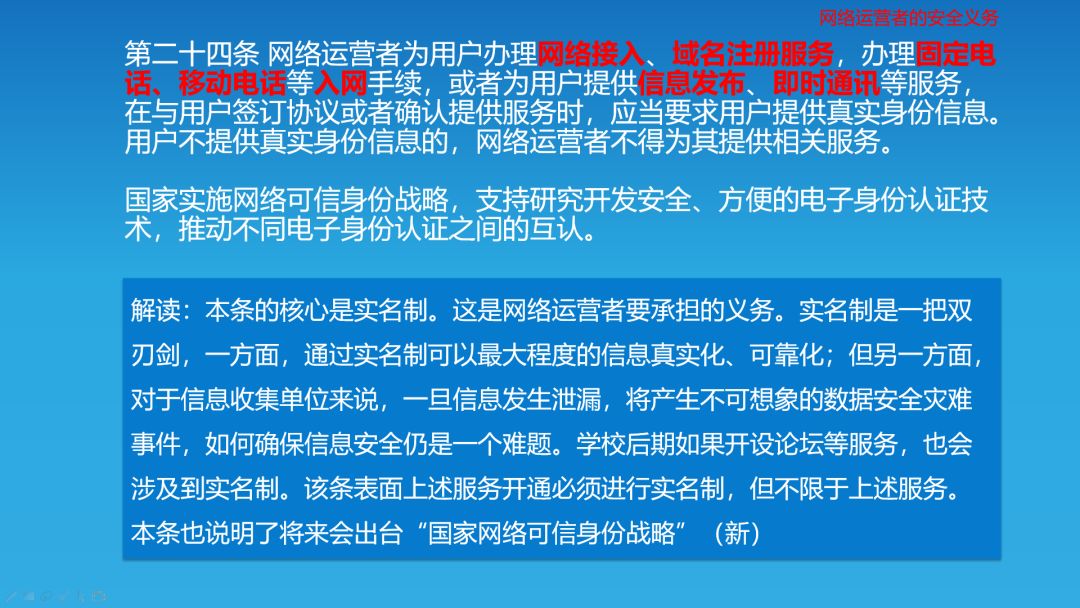 网络运营者的安全义务
第二十四条 网络运营者为用户办理网络接入、域名注册服务，办理固定电
话、移动电话等入网手续，或者为用户提供信息发布、即时通讯等服务，
在与用户签订协议或者确认提供服务时，应当要求用户提供真实身份信息。
用户不提供真实身份信息的，网络运营者不得为其提供相关服务。
国家实施网络可信身份战略，支持研究开发安全、方便的电子身份认证技
术，推动不同电子身份认证之间的互认。
解读：本条的核心是实名制。这是网络运营者要承担的义务。实名制是一把双
刃剑，一方面，通过实名制可以最大程度的信息真实化、可靠化；但另一方面，
对于信息收集单位来说，一旦信息发生泄漏，将产生不可想象的数据安全灾难
事件，如何确保信息安全仍是一个难题。学校后期如果开设论坛等服务，也会
涉及到实名制。该条表面上述服务开通必须进行实名制，但不限于上述服务。
本条也说明了将来会出台“国家网络可信身份战略”（新）